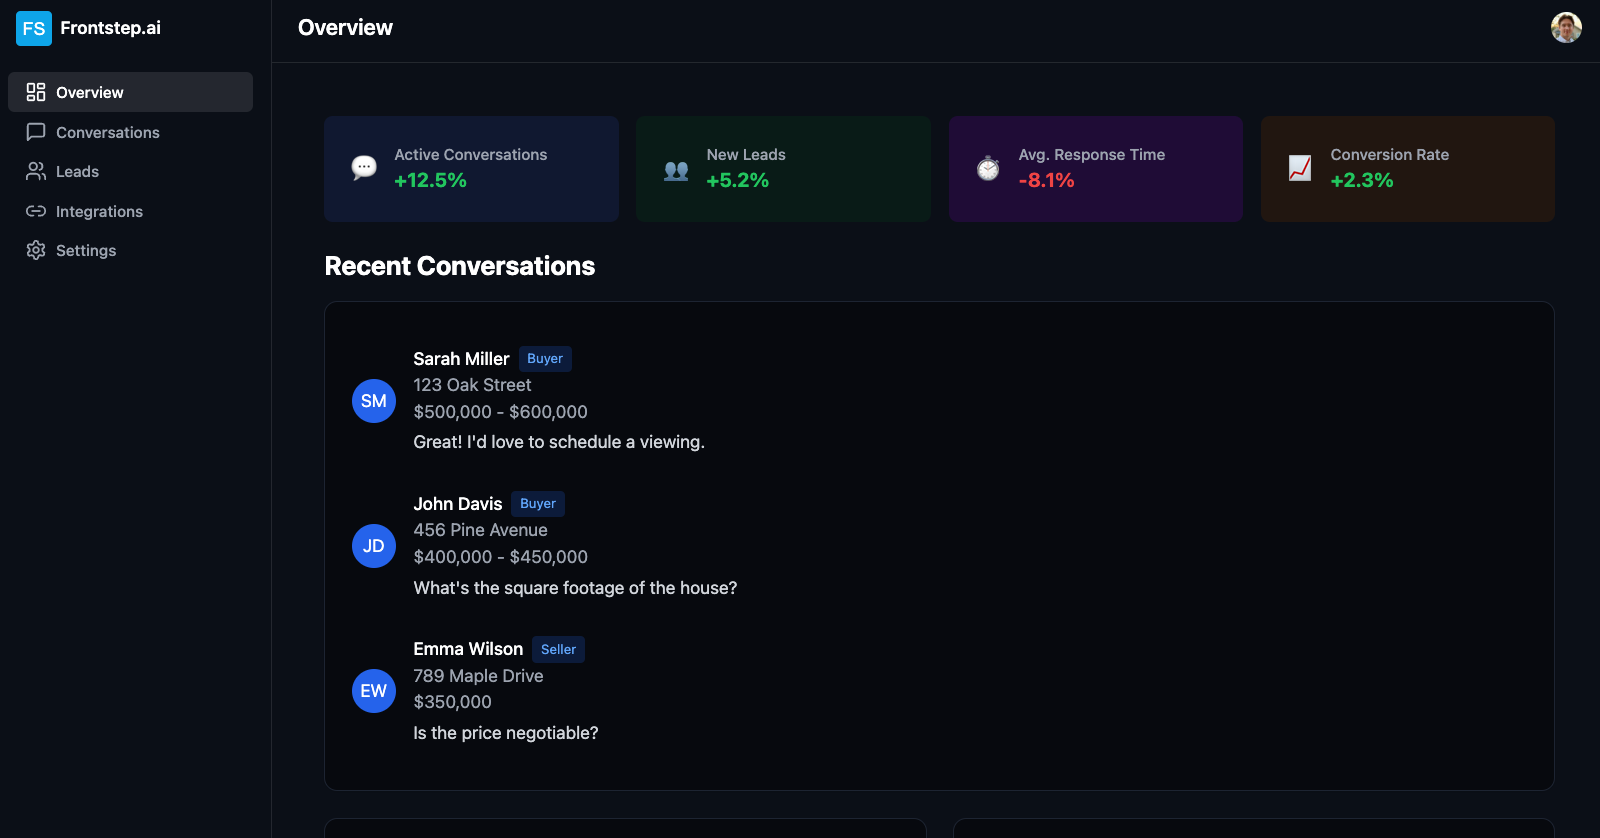 FS Frontstep.ai
Overview
Overview
Conversations
Leads
Integrations
Settings
Active Conversations
+12.5%
New Leads
+5.2%
Avg. Response Time
-8.1%
Conversion Rate
+2.3%
Recent Conversations
SM
Sarah Miller Buyer
123 Oak Street
$500,000 - $600,000
Great! I'd love to schedule a viewing.
JD
John Davis Buyer
456 Pine Avenue
$400,000 - $450,000
What's the square footage of the house?
EW
Emma Wilson Seller
789 Maple Drive
$350,000
Is the price negotiable?